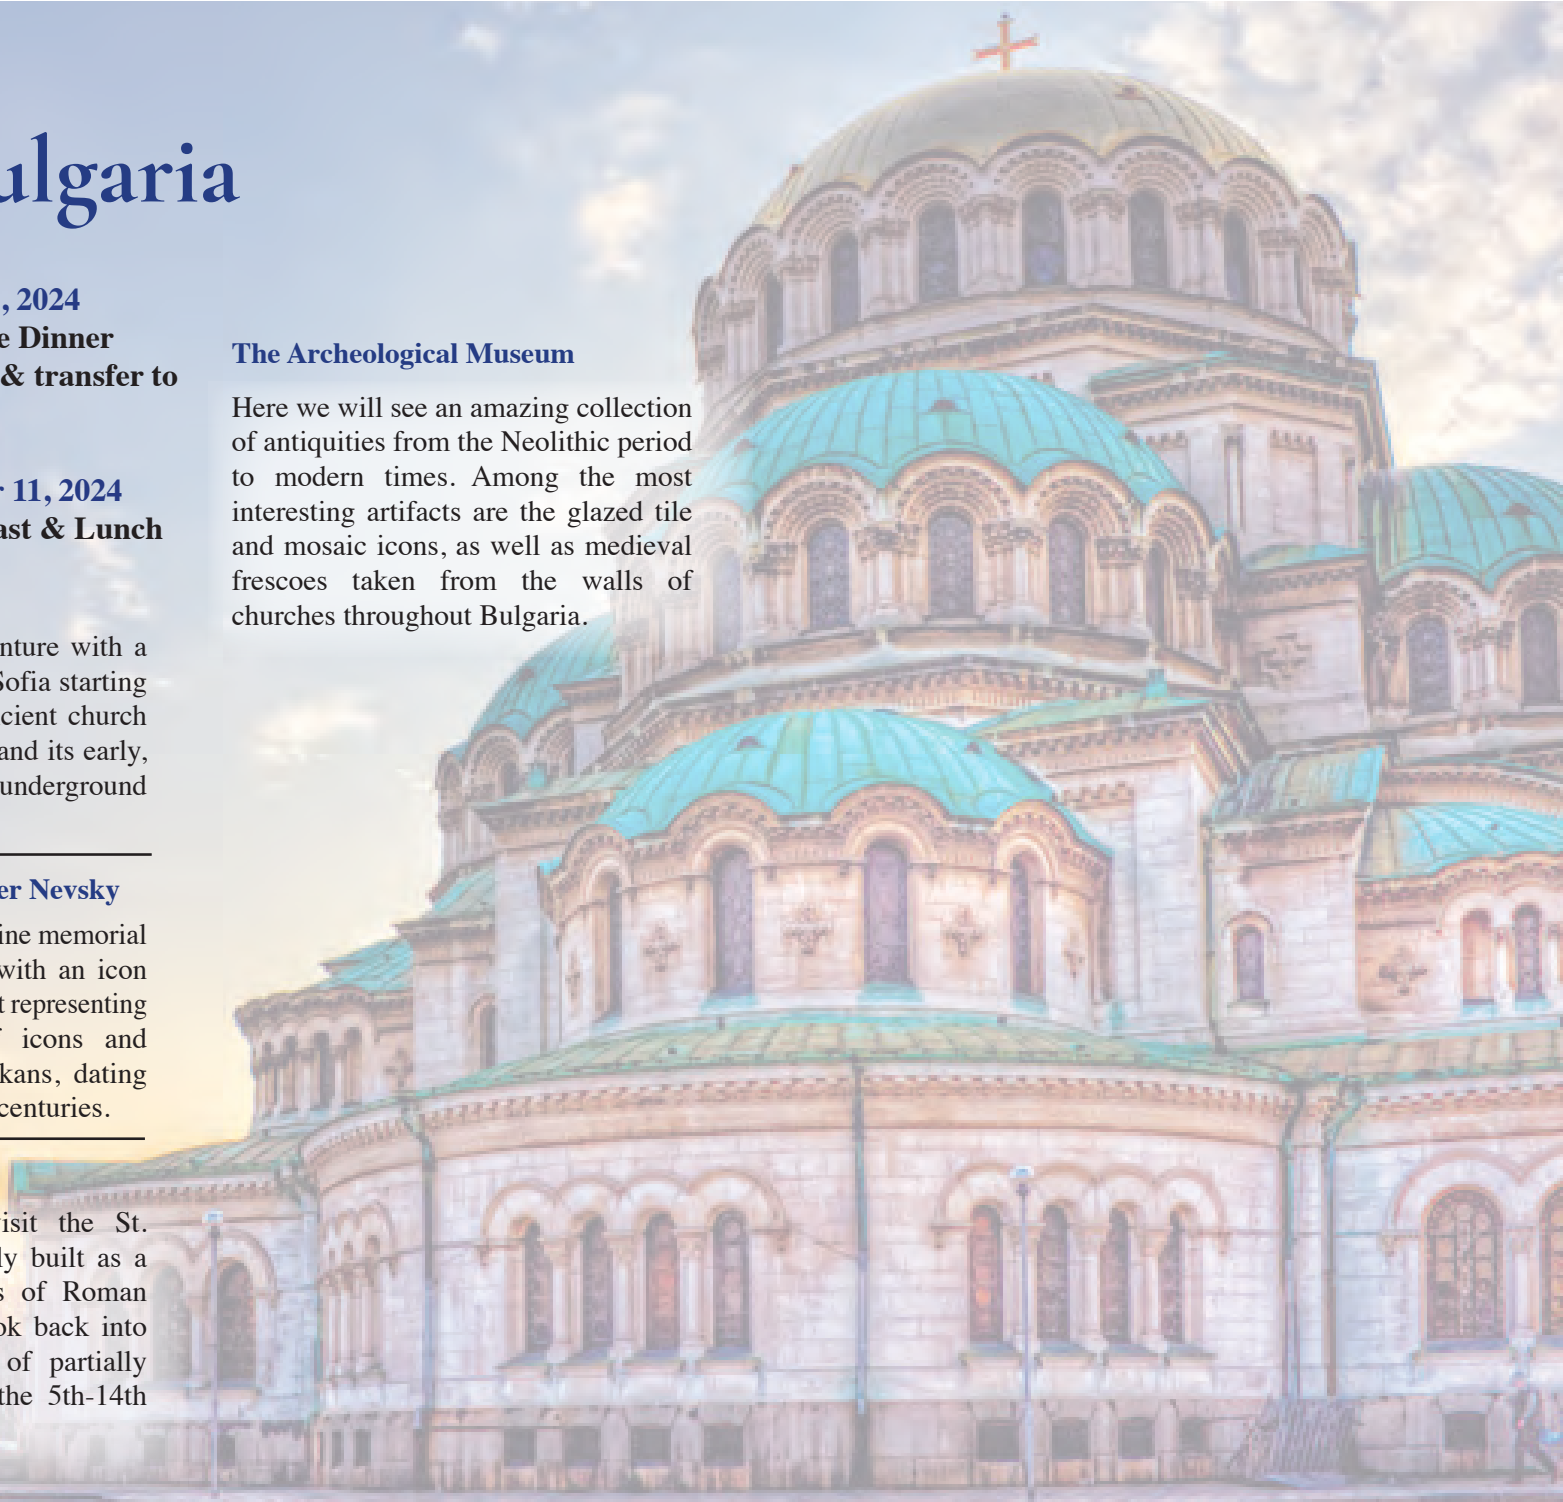 ulgaria
, 2024
e Dinner
& transfer to
r 11, 2024
ast & Lunch
nture with a
Sofia starting
cient church
and its early,
underground
er Nevsky
ine memorial
with an icon
t representing
icons and
kans, dating
centuries.
isit the St.
ly built as a
s of Roman
ok back into
of partially
the 5th-14th
The Archeological Museum
Here we will see an amazing collection
of antiquities from the Neolithic period
to modern times. Among the most
interesting artifacts are the glazed tile
and mosaic icons, as well as medieval
frescoes taken from the walls of
churches throughout Bulgaria.